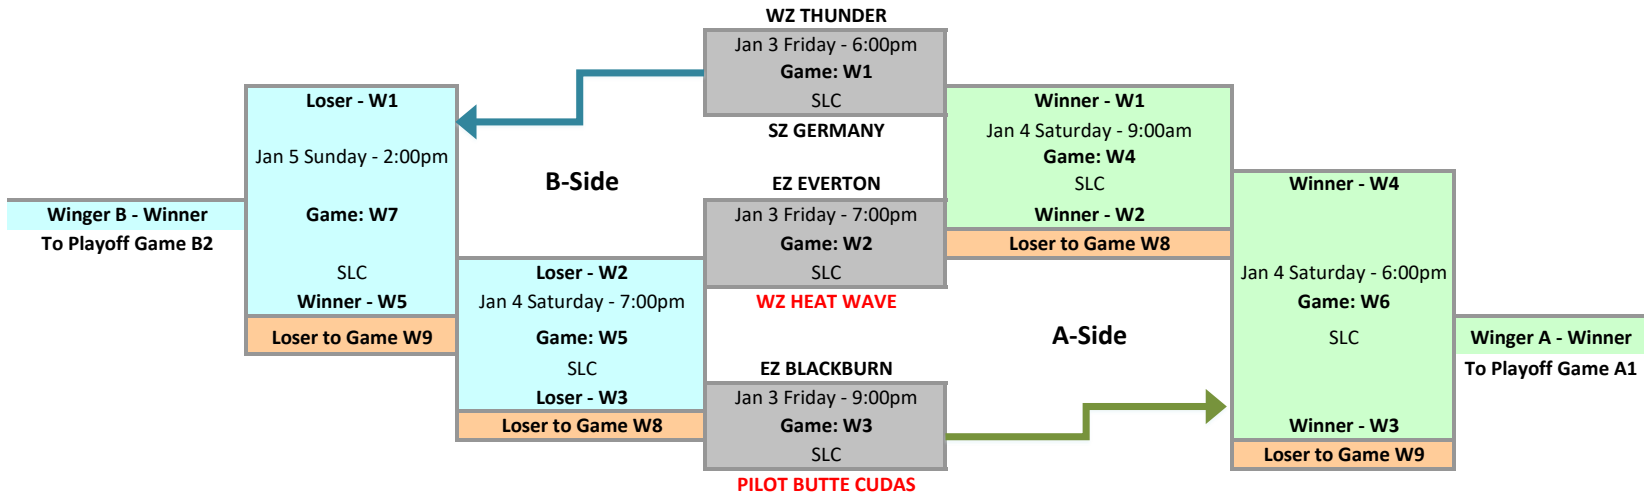 WZ THUNDER
Jan 3 Friday - 6:00pm
Game: W1
SLC
SZ GERMANY
Loser - W1
Jan 5 Sunday - 2:00pm
Game: W7
SLC
Winner - W5
Loser to Game W9
Winger B - Winner
To Playoff Game B2
B-Side
EZ EVERTON
Jan 3 Friday - 7:00pm
Game: W2
SLC
WZ HEAT WAVE
Loser - W2
Jan 4 Saturday - 7:00pm
Game: W5
SLC
Loser - W3
Loser to Game W8
EZ BLACKBURN
Jan 3 Friday - 9:00pm
Game: W3
SLC
PILOT BUTTE CUDAS
Winner - W1
Jan 4 Saturday - 9:00am
Game: W4
SLC
Winner - W2
Loser to Game W8
A-Side
Winner - W4
Jan 4 Saturday - 6:00pm
Game: W6
SLC
Winner - W3
Loser to Game W9
Winger A - Winner
To Playoff Game A1